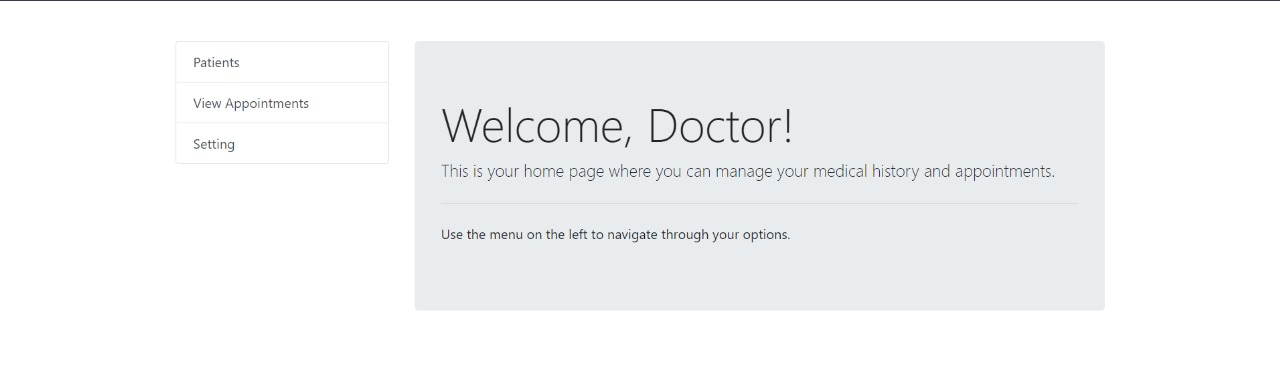 Patients
View Appointments
Setting
Welcome, Doctor!
This is your home page where you can manage your medical history and appointments.
Use the menu on the left to navigate through your options.